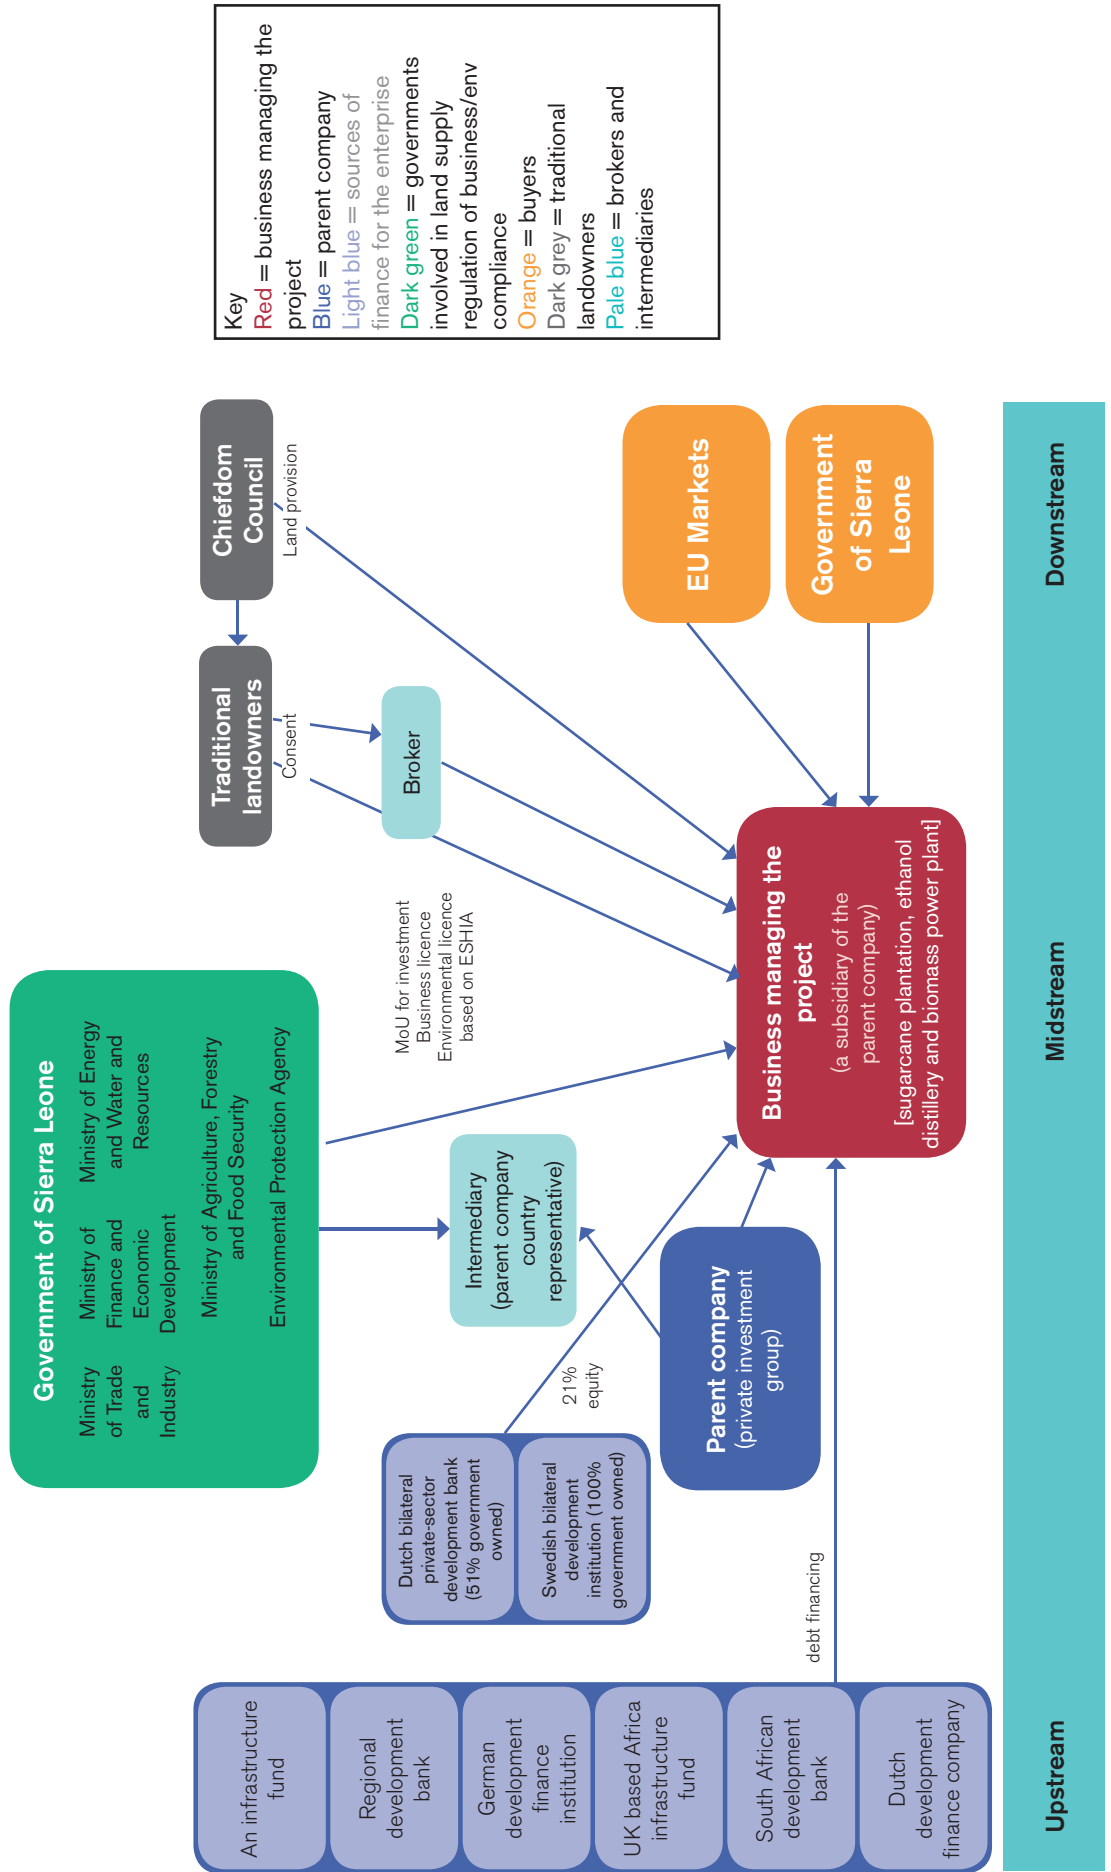 Government of Sierra Leone
Ministry
of Trade
and
Industry
Ministry of
Finance and
Economic
Development
Ministry of Energy
and Water and
Resources
Ministry of Agriculture, Forestry
and Food Security
Environmental Protection Agency
Traditional
landowners
Chiefdom
Council
Consent
Land provision
Key
Red = business managing the
project
Blue = parent company
Light blue = sources of
finance for the enterprise
Dark green = governments
involved in land supply
regulation of business/env
compliance
Orange = buyers
Dark grey = traditional
landowners
Pale blue = brokers and
intermediaries
An infrastructure
fund
Regional
development
bank
German
development
finance
institution
UK based Africa
infrastructure
fund
South African
development
bank
Dutch
development
finance company
Dutch bilateral
private-sector
development bank
(51% government
owned)
Swedish bilateral
development
institution (100%
government owned)
21%
equity
Intermediary
(parent company
country
representative)
MoU for investment
Business licence
Environmental licence
based on ESHIA
Broker
Parent company
(private investment
group)
debt financing
Business managing the
project
(a subsidiary of the
parent company)
[sugarcane plantation, ethanol
distillery and biomass power plant]
EU Markets
Government
of Sierra
Leone
Upstream
Midstream
Downstream